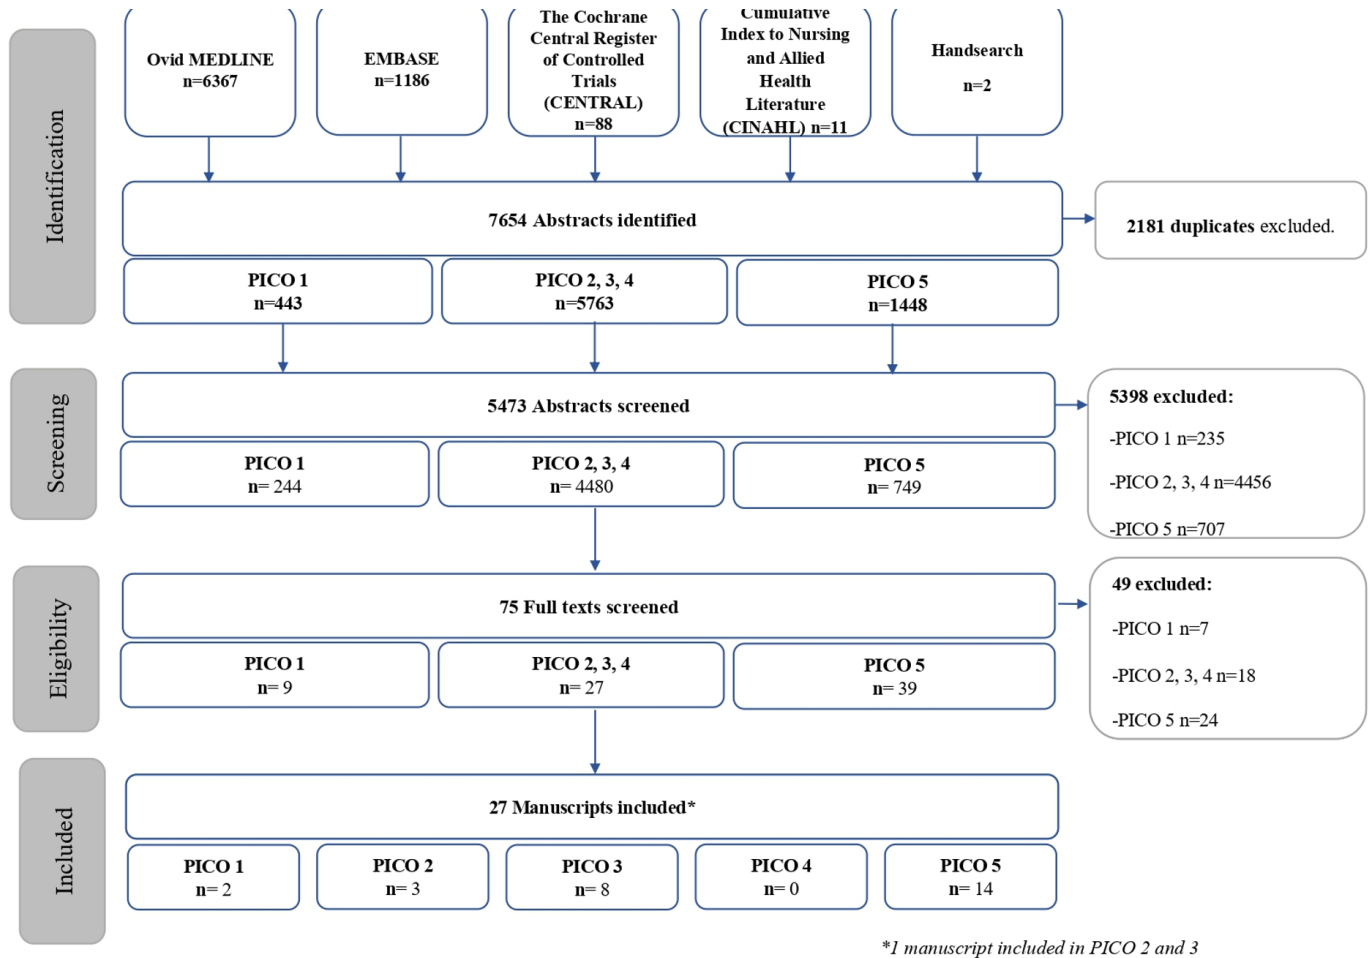 Identification
Ovid MEDLINE
n=6367
EMBASE
n=1186
The Cochrane
Central Register
of Controlled
Trials
(CENTRAL)
n=88
Cumulative
Index to Nursing
and Allied
Health
Literature
(CINAHL) n=11
Handsearch
n=2
7654 Abstracts identified
2181 duplicates excluded.
PICO 1
n=443
PICO 2, 3, 4
n=5763
PICO 5
n=1448
Screening
5473 Abstracts screened
5398 excluded:
-PICO 1 n=235
-PICO 2, 3, 4 n=4456
-PICO 5 n=707
PICO 1
n= 244
PICO 2, 3, 4
n= 4480
PICO 5
n= 749
Eligibility
75 Full texts screened
49 excluded:
-PICO 1 n=7
-PICO 2, 3, 4 n=18
-PICO 5 n=24
PICO 1
n= 9
PICO 2, 3, 4
n= 27
PICO 5
n= 39
Included
27 Manuscripts included*
PICO 1
n= 2
PICO 2
n= 3
PICO 3
n= 8
PICO 4
n= 0
PICO 5
n= 14
*1 manuscript included in PICO 2 and 3